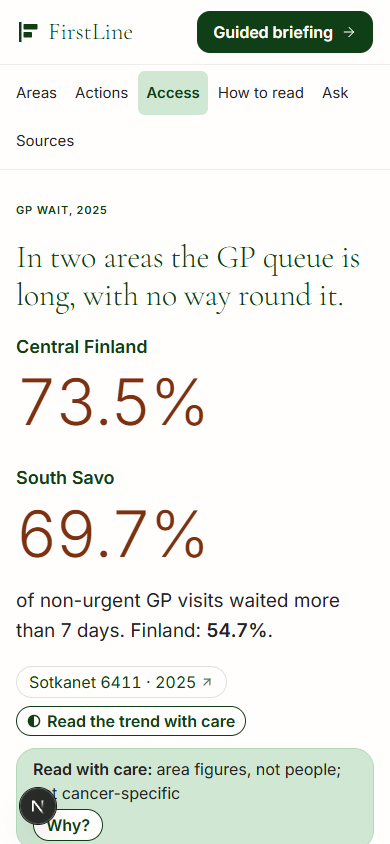 FirstLine
Guided briefing →
Areas Actions Access How to read Ask
Sources
GP WAIT, 2025
In two areas the GP queue is
long, with no way round it.
Central Finland
73.5%
South Savo
69.7%
of non-urgent GP visits waited more
than 7 days. Finland: 54.7%.
Sotkanet 6411 · 2025 ↗
Read the trend with care
Read with care: area figures, not people;
cancer-specific
N
Why?